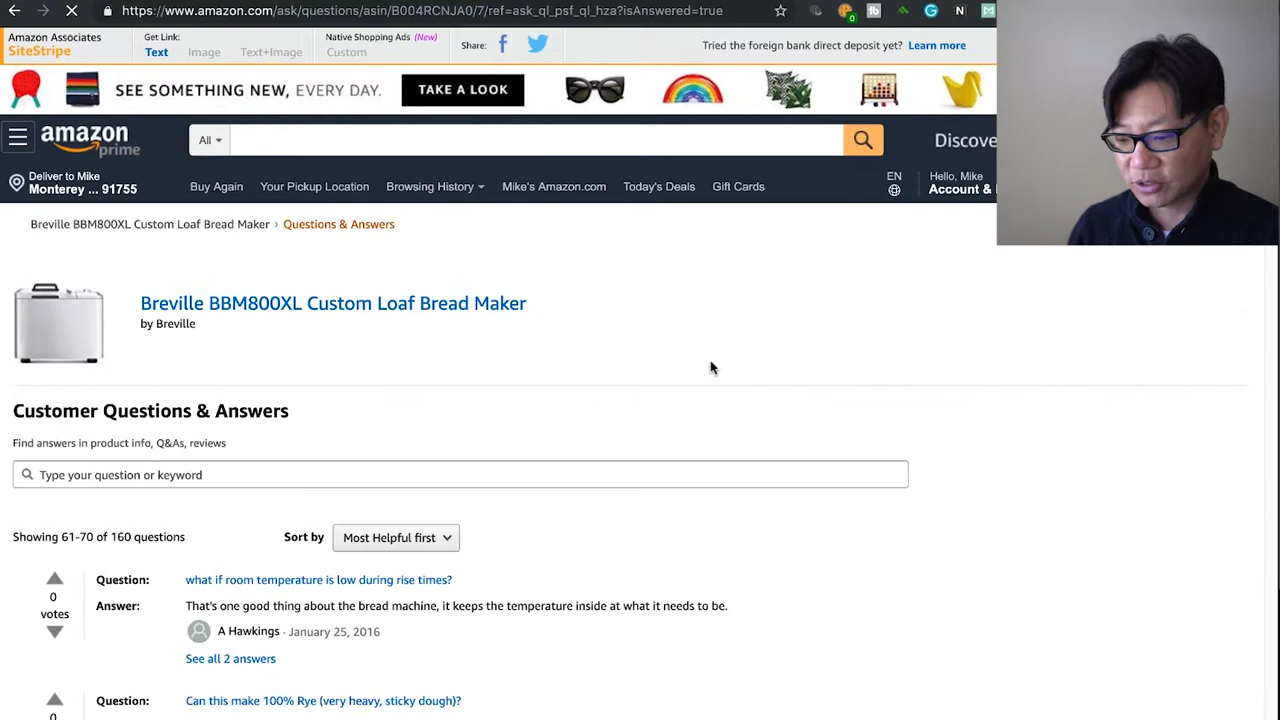 https://www.amazon.com/ask/questions/asin/B004RCNJA0/7/ref=ask_ql_psf_ql_hza?isAnswered=true
Amazon Associates
SiteStripe
Get Link:
Text Image Text+Image
Native Shopping Ads (New)
Custom
Share:
Tried the foreign bank direct deposit yet? Learn more
SEE SOMETHING NEW, EVERY DAY. TAKE A LOOK
amazon prime
All
Discove
Deliver to Mike
Monterey ... 91755
Buy Again Your Pickup Location Browsing History Mike's Amazon.com Today's Deals Gift Cards
EN
Hello, Mike
Account &
Breville BBM800XL Custom Loaf Bread Maker › Questions & Answers
Breville BBM800XL Custom Loaf Bread Maker
by Breville
Customer Questions & Answers
Find answers in product info, Q&As, reviews
Type your question or keyword
Showing 61-70 of 160 questions Sort by Most Helpful first
0
votes
Question: what if room temperature is low during rise times?
Answer: That's one good thing about the bread machine, it keeps the temperature inside at what it needs to be.
A Hawkings · January 25, 2016
See all 2 answers
Question: Can this make 100% Rye (very heavy, sticky dough)?
0